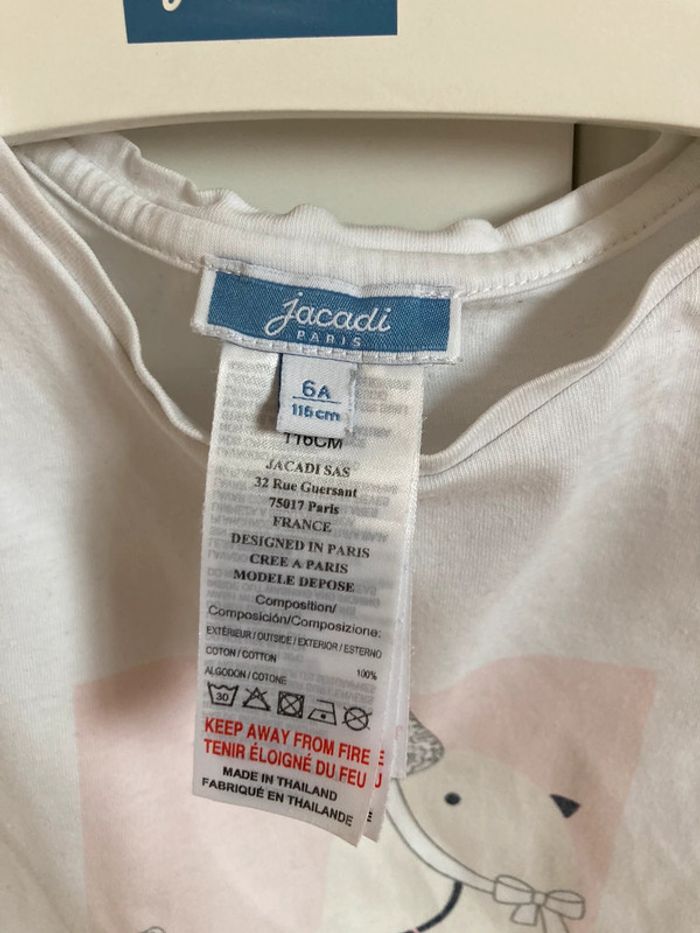 jacadi
PARIS
6A
116 cm
116CM
JACADI SAS
32 Rue Guersant
75017 Paris
FRANCE
DESIGNED IN PARIS
CREE A PARIS
MODELE DEPOSE
Composition/
Composición/Composizione:
EXTÉRIEUR/OUTSIDE/EXTERIOR/ESTERNO
COTON/COTTON 100%
ALGODON/COTONE
30
KEEP AWAY FROM FIRE
TENIR ÉLOIGNÉ DU FEU
MADE IN THAILAND
FABRIQUÉ EN THAILANDE